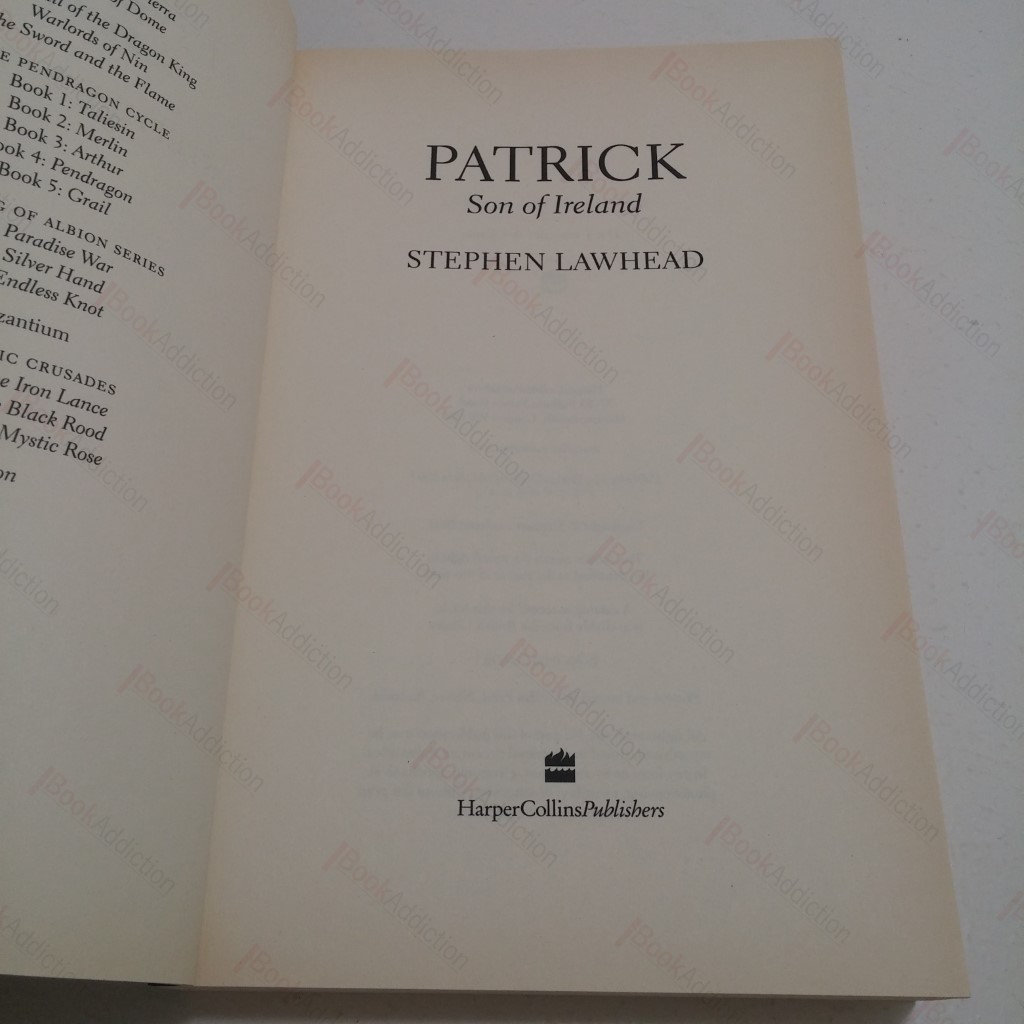 of Dome
of the Dragon King
Warlords of Nin
he Sword and the Flame
PENDRAGON CYCLE
Book 1: Taliesin
Book 2: Merlin
Book 3: Arthur
ook 4: Pendragon
Book 5: Grail
OF ALBION SERIES
Paradise War
Silver Hand
Endless Knot
zantium
IC CRUSADES
e Iron Lance
Black Rood
Mystic Rose
on
PATRICK
Son of Ireland
STEPHEN LAWHEAD
HarperCollinsPublishers
BookAddiction